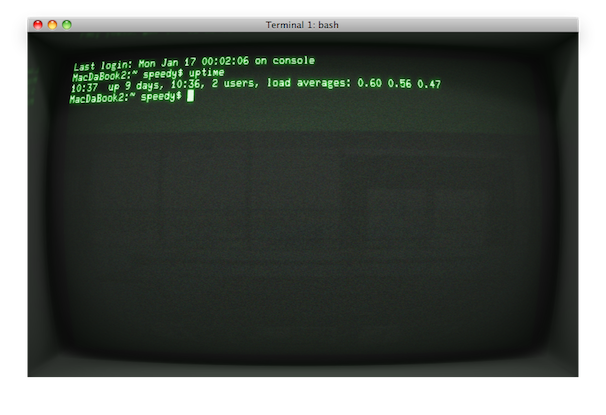 Terminal 1: bash
Last login: Mon Jan 17 00:02:06 on console
MacDaBook2:~ speedy$ uptime
10:37  up 9 days, 10:36, 2 users, load averages: 0.60 0.56 0.47
MacDaBook2:~ speedy$